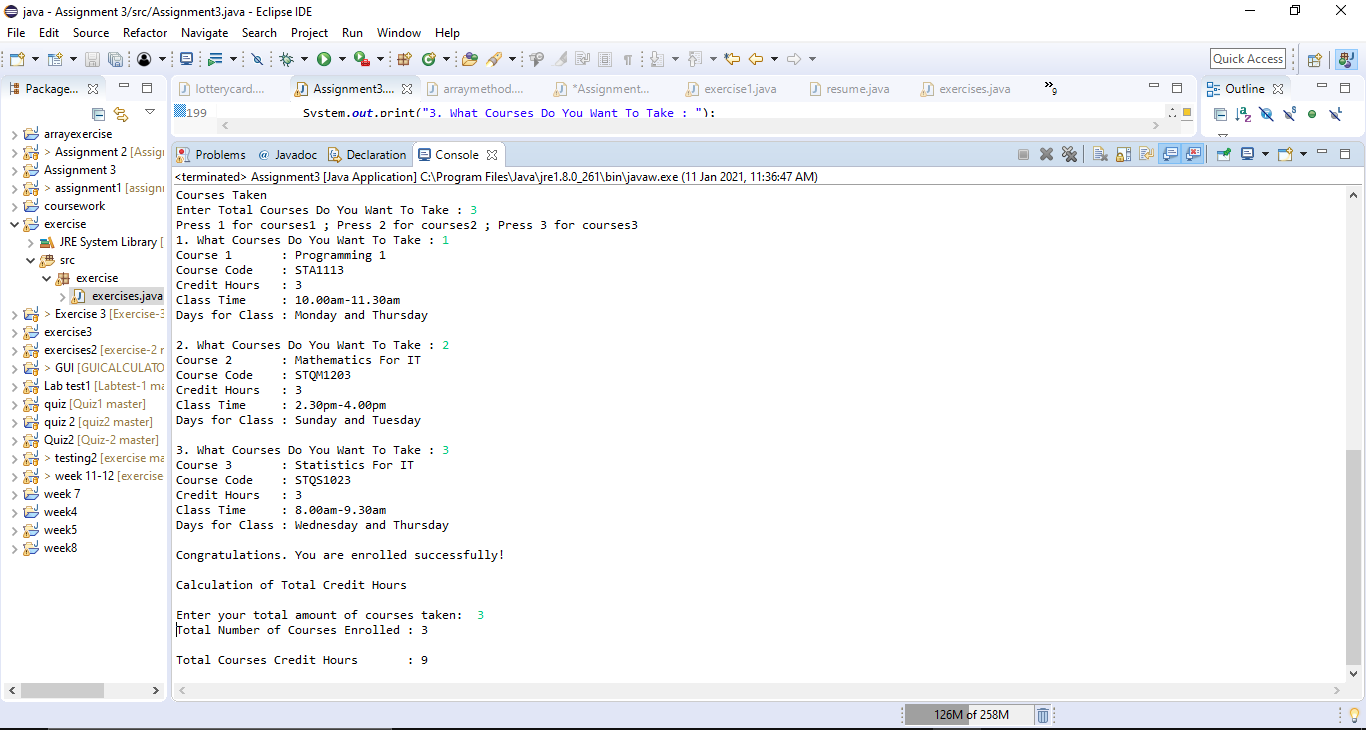 java - Assignment 3/src/Assignment3.java - Eclipse IDE
File Edit Source Refactor Navigate Search Project Run Window Help
Quick Access
Package...
lotterycard....
Assignment3....
arraymethod....
*Assignment...
exercise1.java
resume.java
exercises.java
9
Outline
199 System.out.print("3. What Courses Do You Want To Take : ");
arrayexercise
> Assignment 2 [Assig
Assignment 3
> assignment1 [assign
coursework
exercise
JRE System Library [
src
exercise
exercises.java
> Exercise 3 [Exercise-3
exercise3
exercises2 [exercise-2 r
> GUI [GUICALCULATO
Lab test1 [Labtest-1 ma
quiz [Quiz1 master]
quiz 2 [quiz2 master]
Quiz2 [Quiz-2 master]
> testing2 [exercise ma
> week 11-12 [exercise
week 7
week4
week5
week8
Problems @ Javadoc Declaration Console
<terminated> Assignment3 [Java Application] C:\Program Files\Java\jre1.8.0_261\bin\javaw.exe (11 Jan 2021, 11:36:47 AM)
Courses Taken
Enter Total Courses Do You Want To Take : 3
Press 1 for courses1 ; Press 2 for courses2 ; Press 3 for courses3
1. What Courses Do You Want To Take : 1
Course 1 : Programming 1
Course Code : STA1113
Credit Hours : 3
Class Time : 10.00am-11.30am
Days for Class : Monday and Thursday
2. What Courses Do You Want To Take : 2
Course 2 : Mathematics For IT
Course Code : STQM1203
Credit Hours : 3
Class Time : 2.30pm-4.00pm
Days for Class : Sunday and Tuesday
3. What Courses Do You Want To Take : 3
Course 3 : Statistics For IT
Course Code : STQS1023
Credit Hours : 3
Class Time : 8.00am-9.30am
Days for Class : Wednesday and Thursday
Congratulations. You are enrolled successfully!
Calculation of Total Credit Hours
Enter your total amount of courses taken: 3
Total Number of Courses Enrolled : 3
Total Courses Credit Hours : 9
126M of 258M